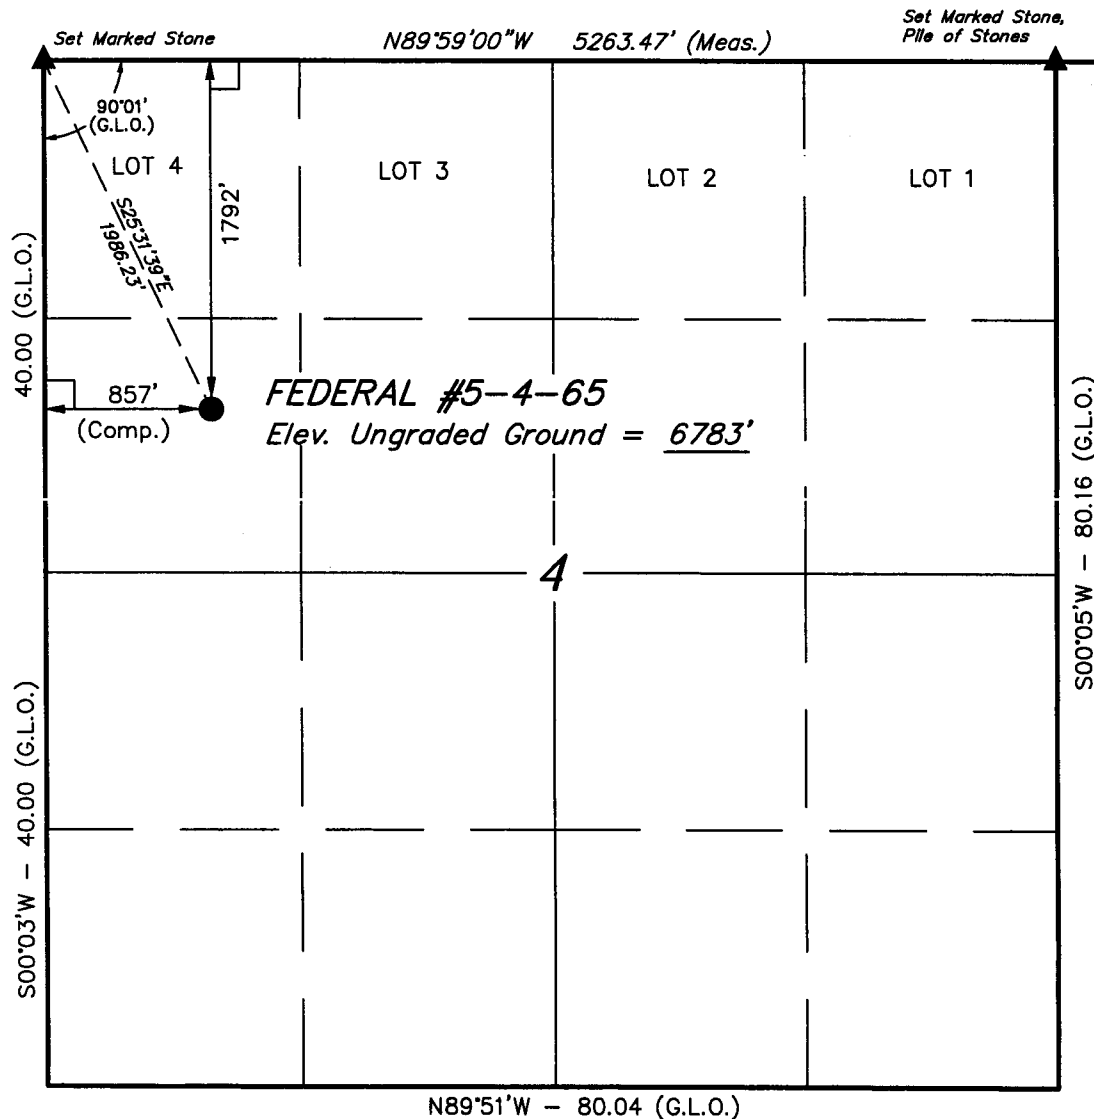 Set Marked Stone,
Pile of Stones
Set Marked Stone
N89°59'00"W 5263.47' (Meas.)
90°01'
(G.L.O.)
LOT 4
LOT 3
LOT 2
LOT 1
1792'
S25°31'39"E
1986.23'
40.00 (G.L.O.)
857'
(Comp.)
FEDERAL #5-4-65
Elev. Ungraded Ground = 6783'
S00°05'W - 80.16 (G.L.O.)
4
S00°03'W - 40.00 (G.L.O.)
N89°51'W - 80.04 (G.L.O.)